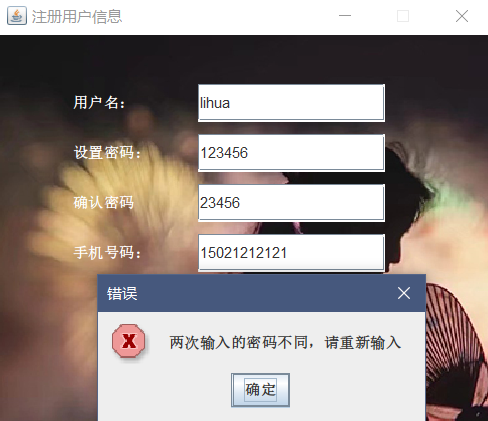 注册用户信息
用户名：
lihua
设置密码：
123456
确认密码
23456
手机号码：
15021212121
错误
两次输入的密码不同，请重新输入
确定